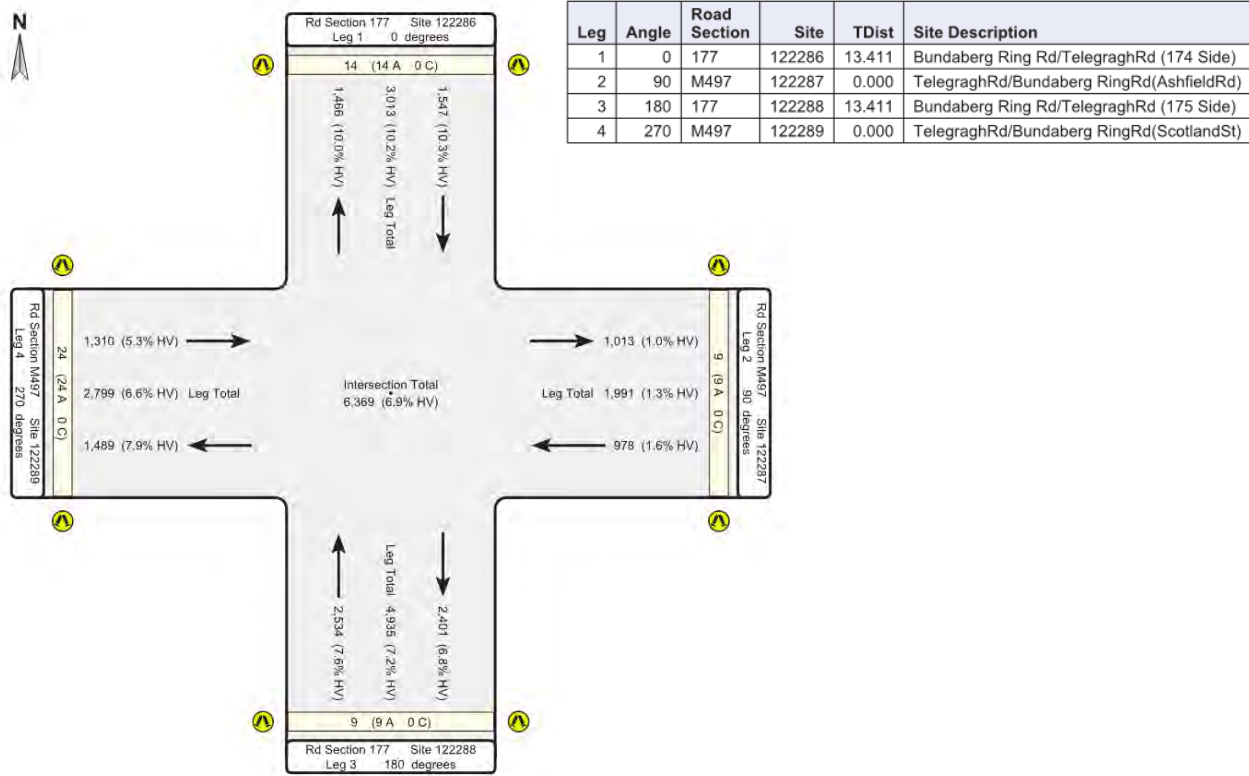 N
Rd Section 177 Site 122286
Leg 1 0 degrees
14 (14 A 0 C)
1,466 (10.0% HV)
3,013 (10.2% HV) Leg Total
1,547 (10.3% HV)
Leg Angle Road Section Site TDist Site Description
1 0 177 122286 13.411 Bundaberg Ring Rd/TelegraghRd (174 Side)
2 90 M497 122287 0.000 TelegraghRd/Bundaberg RingRd(AshfieldRd)
3 180 177 122288 13.411 Bundaberg Ring Rd/TelegraghRd (175 Side)
4 270 M497 122289 0.000 TelegraghRd/Bundaberg RingRd(ScotlandSt)
Rd Section M497 Site 122289
Leg 4 270 degrees
24 (24 A 0 C)
1,310 (5.3% HV)
2,799 (6.6% HV) Leg Total
1,489 (7.9% HV)
Intersection Total
6,369 (6.9% HV)
1,013 (1.0% HV)
Leg Total 1,991 (1.3% HV)
978 (1.6% HV)
9 (9 A 0 C)
Rd Section M497 Site 122287
Leg 2 90 degrees
2,534 (7.6% HV)
Leg Total 4,935 (7.2% HV)
2,401 (6.8% HV)
9 (9 A 0 C)
Rd Section 177 Site 122288
Leg 3 180 degrees